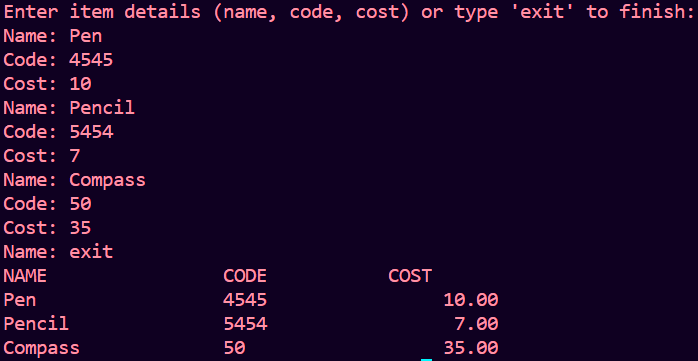 Enter item details (name, code, cost) or type 'exit' to finish:
Name: Pen
Code: 4545
Cost: 10
Name: Pencil
Code: 5454
Cost: 7
Name: Compass
Code: 50
Cost: 35
Name: exit
NAME                CODE           COST
Pen                 4545                10.00
Pencil              5454                 7.00
Compass             50                  35.00